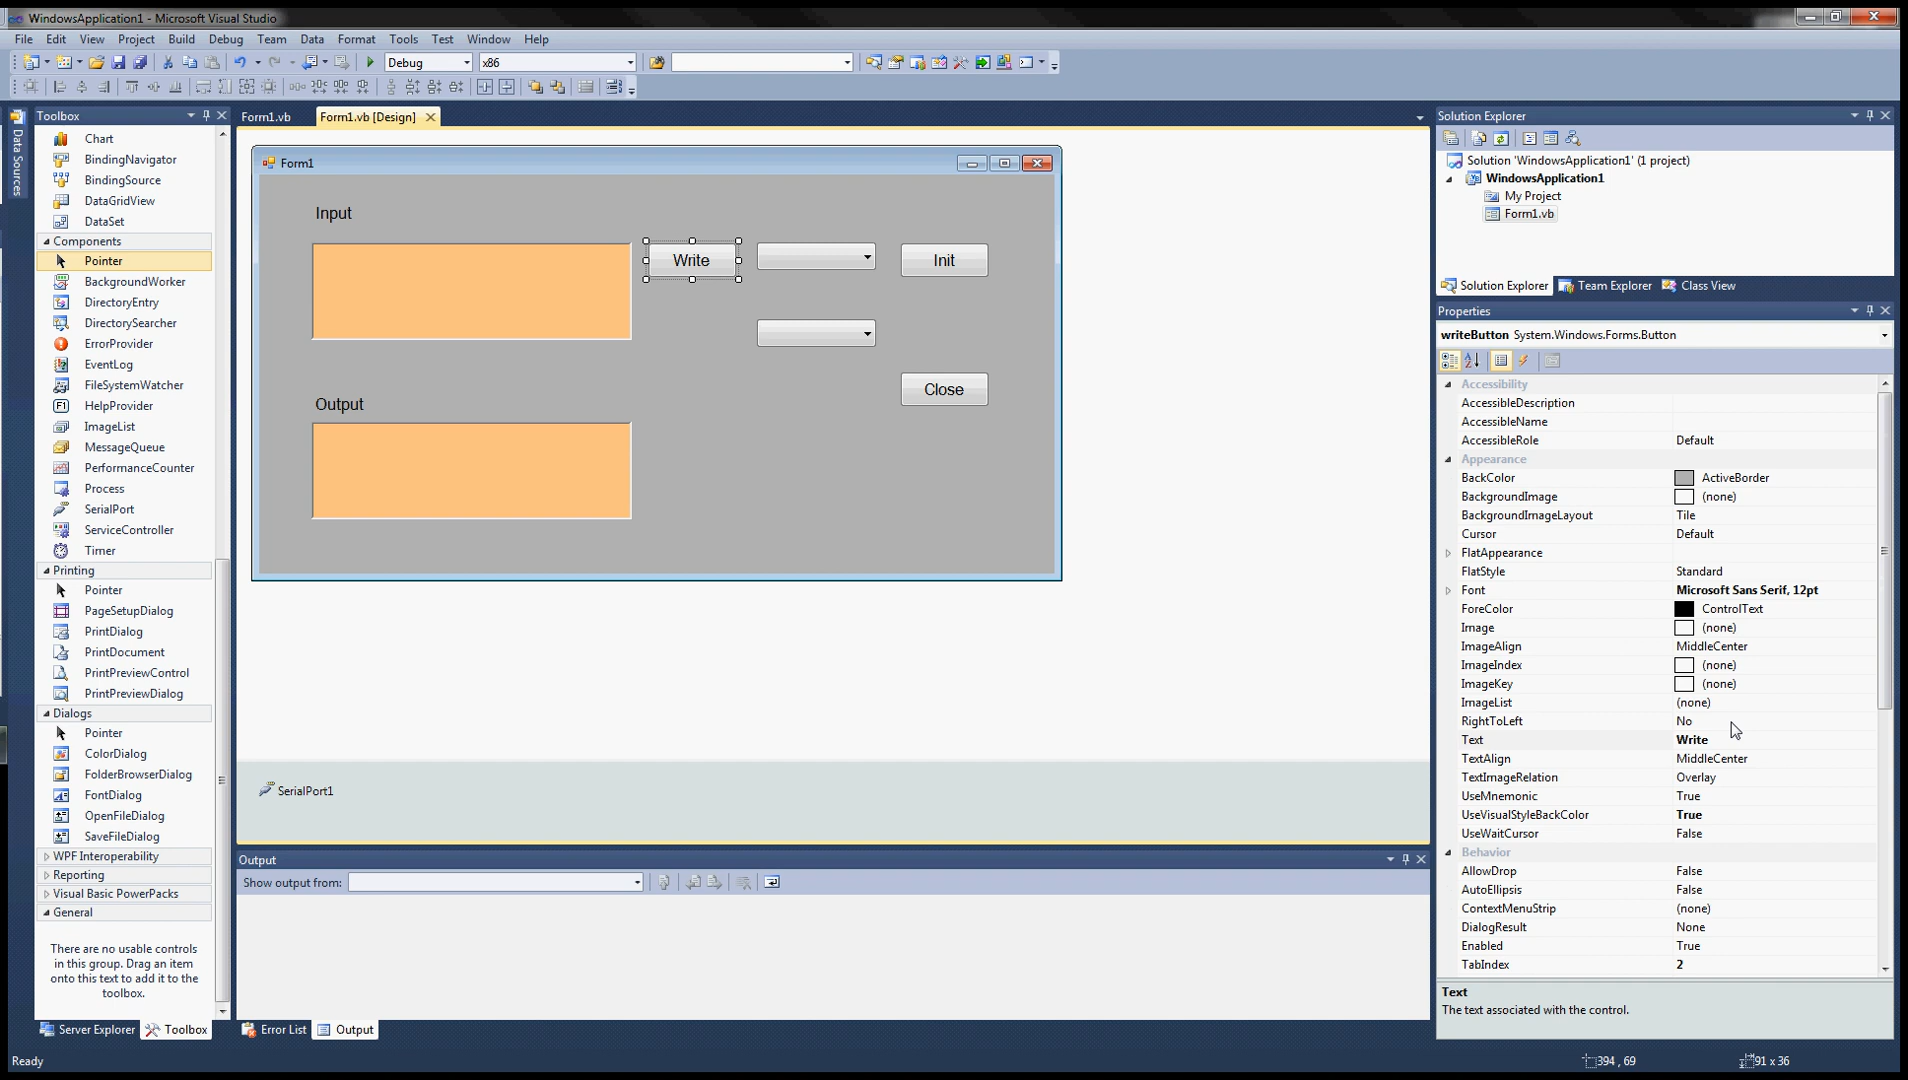 WindowsApplication1 - Microsoft Visual Studio
File Edit View Project Build Debug Team Data Format Tools Test Window Help
Debug x86
Data Sources
Toolbox
Chart
BindingNavigator
BindingSource
DataGridView
DataSet
Components
Pointer
BackgroundWorker
DirectoryEntry
DirectorySearcher
ErrorProvider
EventLog
FileSystemWatcher
HelpProvider
ImageList
MessageQueue
PerformanceCounter
Process
SerialPort
ServiceController
Timer
Printing
Pointer
PageSetupDialog
PrintDialog
PrintDocument
PrintPreviewControl
PrintPreviewDialog
Dialogs
Pointer
ColorDialog
FolderBrowserDialog
FontDialog
OpenFileDialog
SaveFileDialog
WPF Interoperability
Reporting
Visual Basic PowerPacks
General
There are no usable controls
in this group. Drag an item
onto this text to add it to the
toolbox.
Server Explorer Toolbox
Form1.vb Form1.vb [Design]
Form1
Input
Write Init
Close
Output
SerialPort1
Output
Show output from:
Error List Output
Solution Explorer
Solution 'WindowsApplication1' (1 project)
WindowsApplication1
My Project
Form1.vb
Solution Explorer Team Explorer Class View
Properties
writeButton System.Windows.Forms.Button
Accessibility
AccessibleDescription
AccessibleName
AccessibleRole Default
Appearance
BackColor ActiveBorder
BackgroundImage (none)
BackgroundImageLayout Tile
Cursor Default
FlatAppearance
FlatStyle Standard
Font Microsoft Sans Serif, 12pt
ForeColor ControlText
Image (none)
ImageAlign MiddleCenter
ImageIndex (none)
ImageKey (none)
ImageList (none)
RightToLeft No
Text Write
TextAlign MiddleCenter
TextImageRelation Overlay
UseMnemonic True
UseVisualStyleBackColor True
UseWaitCursor False
Behavior
AllowDrop False
AutoEllipsis False
ContextMenuStrip (none)
DialogResult None
Enabled True
TabIndex 2
Text
The text associated with the control.
Ready 394 , 69 91 x 36